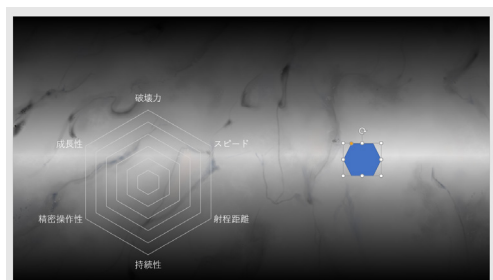 破壊力
成長性
スピード
精密操作性
射程距離
持続性